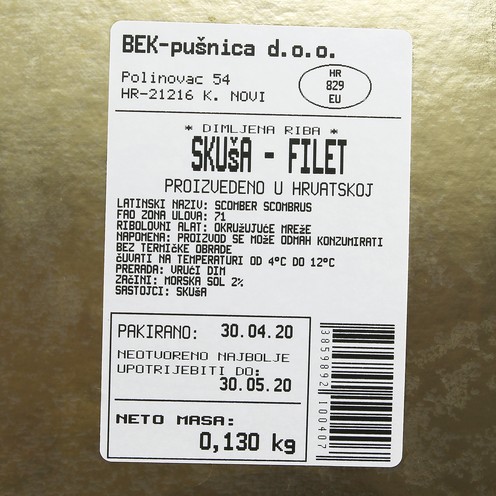 BEK-pušnica d.o.o.
Polinovac 54
HR-21216 K. NOVI
HR
829
EU
* DIMLJENA RIBA *
SKUšA - FILET
PROIZVEDENO U HRVATSKOJ
LATINSKI NAZIV: SCOMBER SCOMBRUS
FAO ZONA ULOVA: 71
RIBOLOVNI ALAT: OKRUŽUJUĆE MREŽE
NAPOMENA: PROIZVOD SE MOŽE ODMAH KONZUMIRATI
BEZ TERMIČKE OBRADE
ČUVATI NA TEMPERATURI OD 4°C DO 12°C
PRERADA: VRUĆI DIM
ZAČINI: MORSKA SOL 2%
SASTOJCI: SKUŠA
PAKIRANO: 30.04.20
NEOTVORENO NAJBOLJE
UPOTRIJEBITI DO:
30.05.20
NETO MASA:
0,130 kg
38599892 100407